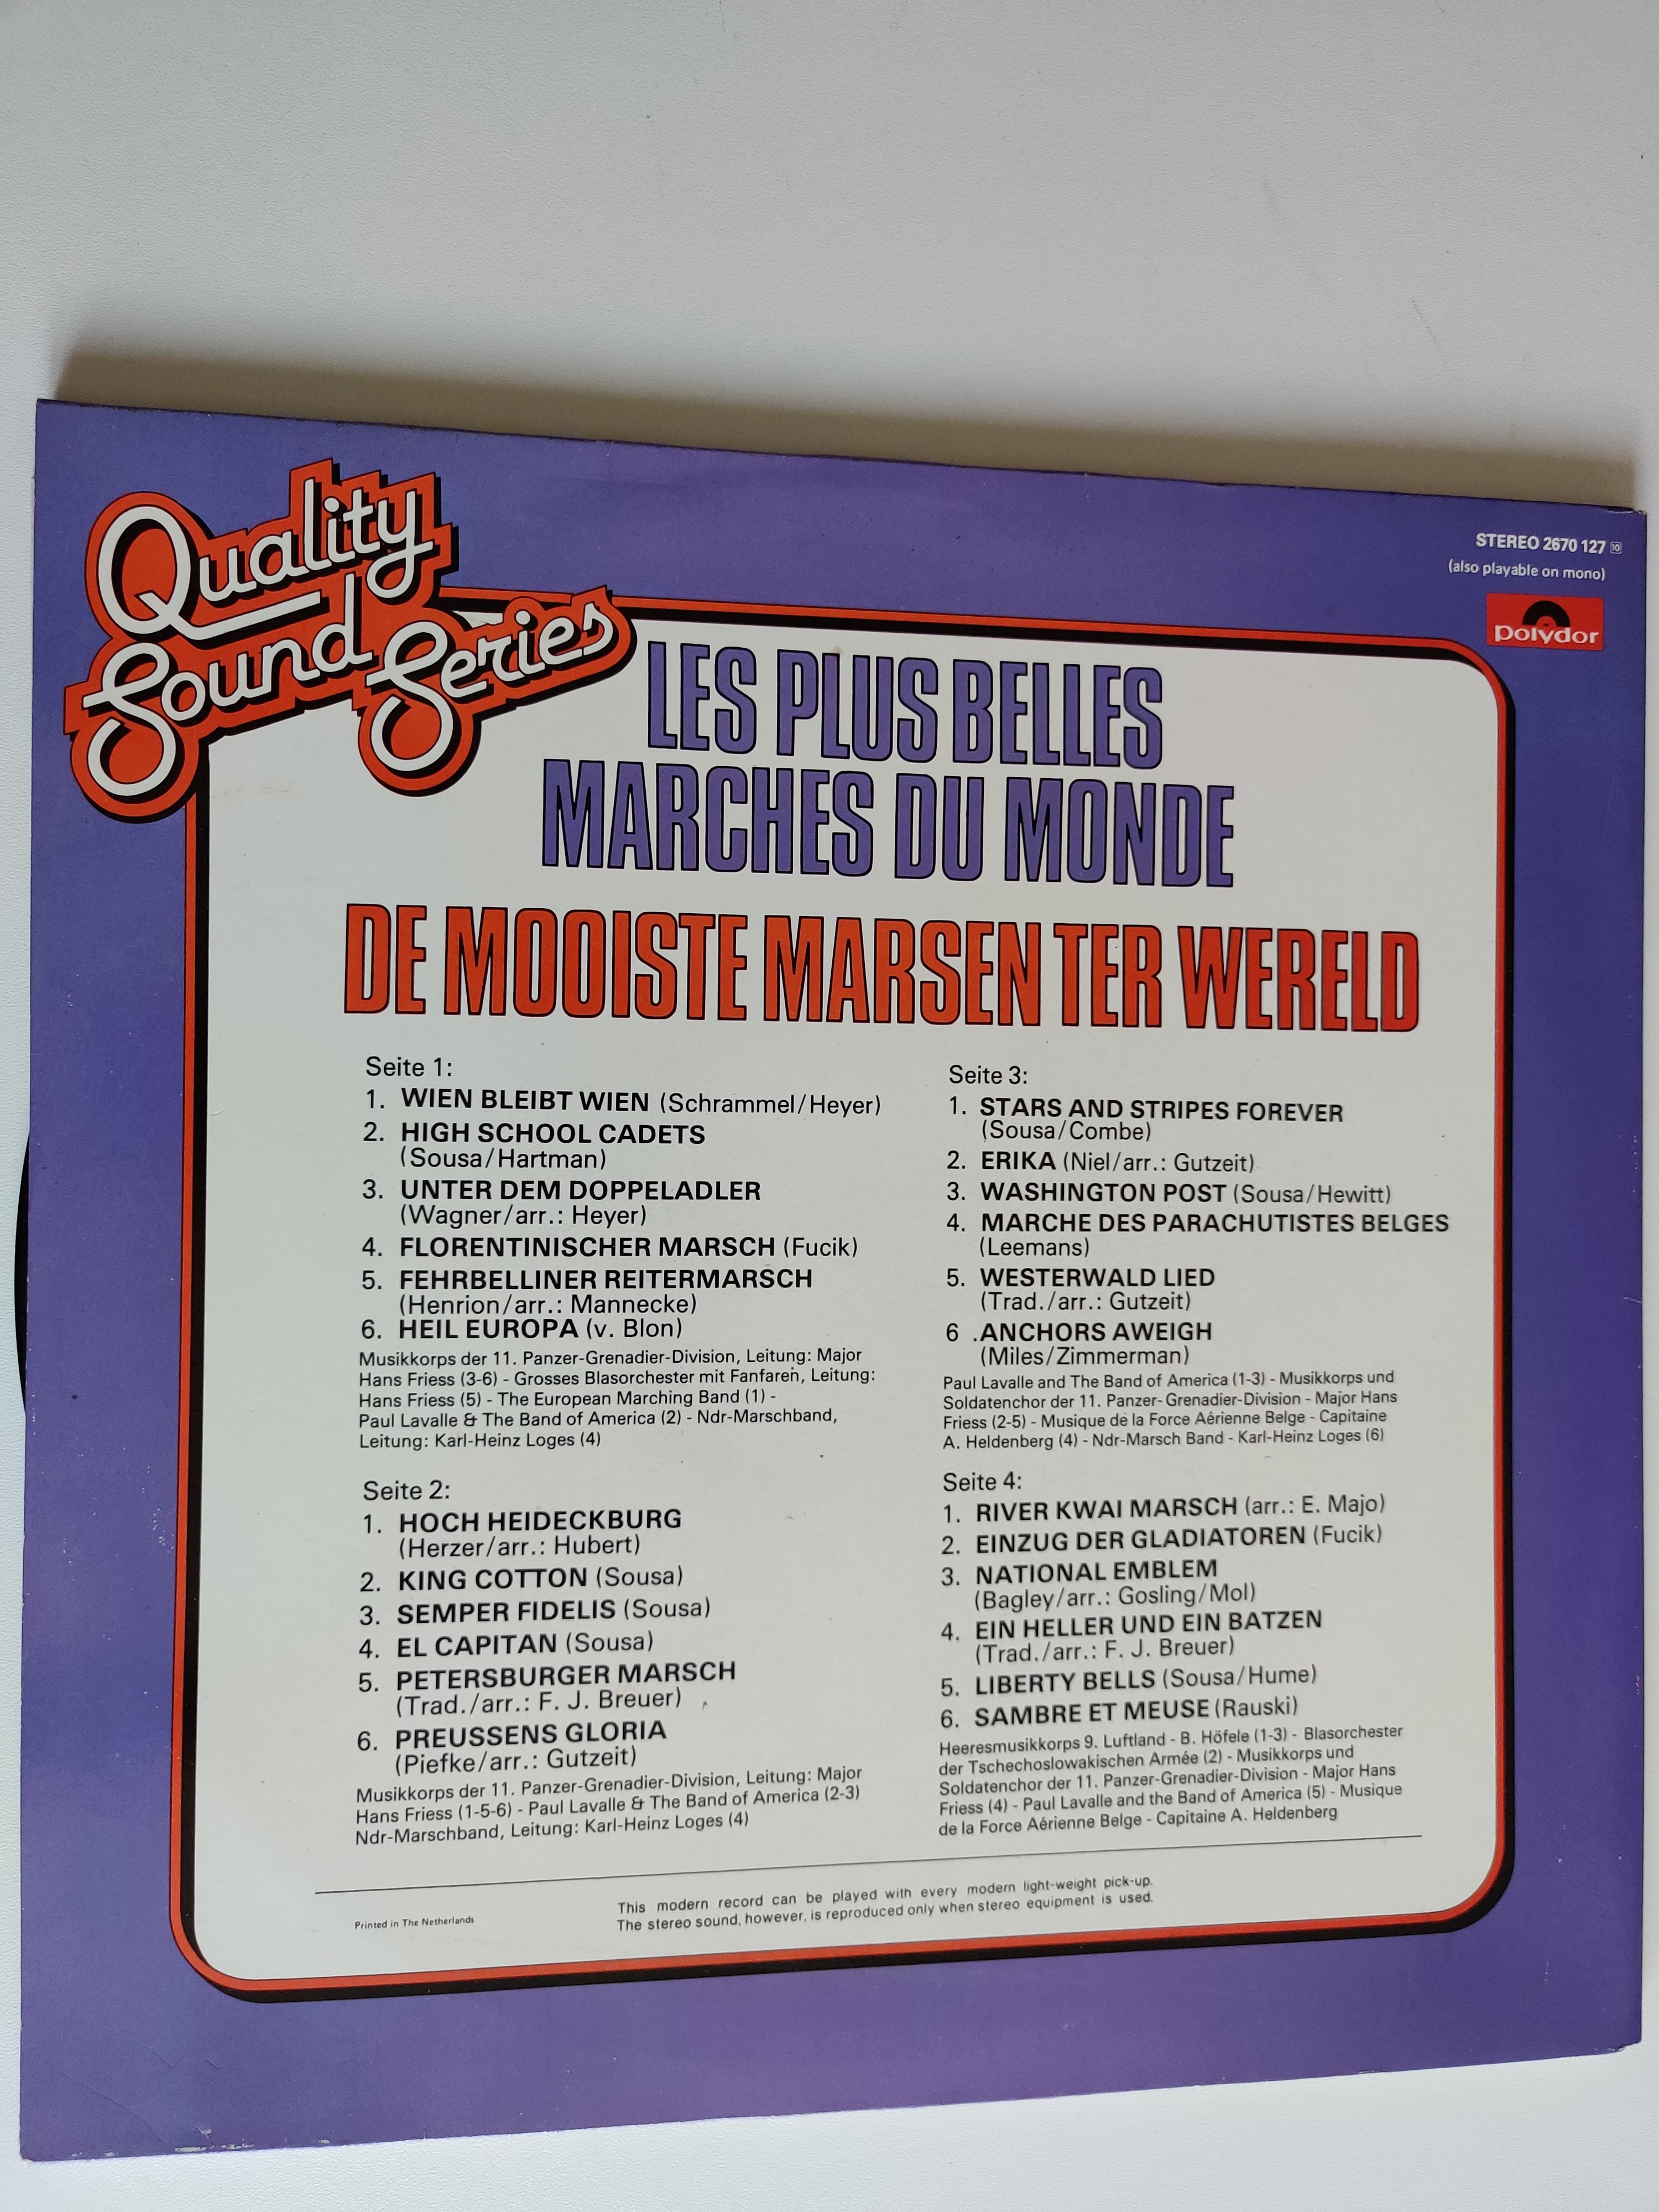 Quality
Sound Series
STEREO 2670 127 10
(also playable on mono)
polydor
LES PLUS BELLES
MARCHES DU MONDE
DE MOOISTE MARSEN TER WERELD
Seite 1:
1. WIEN BLEIBT WIEN (Schrammel/Heyer)
2. HIGH SCHOOL CADETS
(Sousa/Hartman)
3. UNTER DEM DOPPELADLER
(Wagner/arr.: Heyer)
4. FLORENTINISCHER MARSCH (Fucik)
5. FEHRBELLINER REITERMARSCH
(Henrion/arr.: Mannecke)
6. HEIL EUROPA (v. Blon)
Musikkorps der 11. Panzer-Grenadier-Division, Leitung: Major
Hans Friess (3-6) - Grosses Blasorchester mit Fanfaren, Leitung:
Hans Friess (5) - The European Marching Band (1) -
Paul Lavalle & The Band of America (2) - Ndr-Marschband,
Leitung: Karl-Heinz Loges (4)
Seite 2:
1. HOCH HEIDECKBURG
(Herzer/arr.: Hubert)
2. KING COTTON (Sousa)
3. SEMPER FIDELIS (Sousa)
4. EL CAPITAN (Sousa)
5. PETERSBURGER MARSCH
(Trad./arr.: F. J. Breuer)
6. PREUSSENS GLORIA
(Piefke/arr.: Gutzeit)
Musikkorps der 11. Panzer-Grenadier-Division, Leitung: Major
Hans Friess (1-5-6) - Paul Lavalle & The Band of America (2-3)
Ndr-Marschband, Leitung: Karl-Heinz Loges (4)
Seite 3:
1. STARS AND STRIPES FOREVER
(Sousa/Combe)
2. ERIKA (Niel/arr.: Gutzeit)
3. WASHINGTON POST (Sousa/Hewitt)
4. MARCHE DES PARACHUTISTES BELGES
(Leemans)
5. WESTERWALD LIED
(Trad./arr.: Gutzeit)
6 .ANCHORS AWEIGH
(Miles/Zimmerman)
Paul Lavalle and The Band of America (1-3) - Musikkorps und
Soldatenchor der 11. Panzer-Grenadier-Division - Major Hans
Friess (2-5) - Musique de la Force Aérienne Belge - Capitaine
A. Heldenberg (4) - Ndr-Marsch Band - Karl-Heinz Loges (6)
Seite 4:
1. RIVER KWAI MARSCH (arr.: E. Majo)
2. EINZUG DER GLADIATOREN (Fucik)
3. NATIONAL EMBLEM
(Bagley/arr.: Gosling/Mol)
4. EIN HELLER UND EIN BATZEN
(Trad./arr.: F. J. Breuer)
5. LIBERTY BELLS (Sousa/Hume)
6. SAMBRE ET MEUSE (Rauski)
Heeresmusikkorps 9. Luftland - B. Höfele (1-3) - Blasorchester
der Tschechoslowakischen Armée (2) - Musikkorps und
Soldatenchor der 11. Panzer-Grenadier-Division - Major Hans
Friess (4) - Paul Lavalle and the Band of America (5) - Musique
de la Force Aérienne Belge - Capitaine A. Heldenberg
Printed in The Netherlands
This modern record can be played with every modern light-weight pick-up.
The stereo sound, however, is reproduced only when stereo equipment is used.